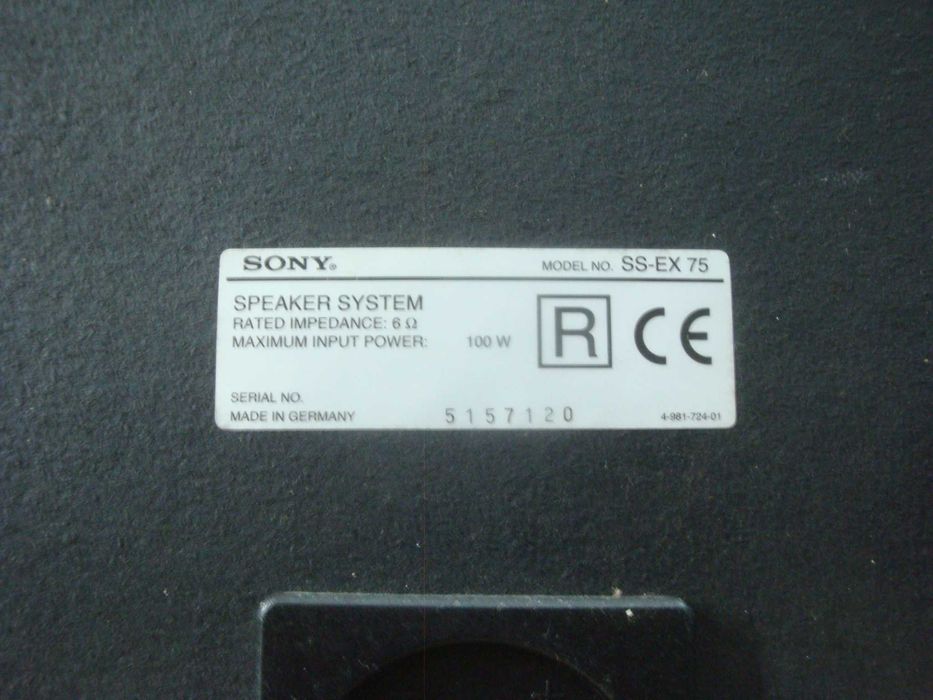 SONY® MODEL NO. SS-EX 75
SPEAKER SYSTEM
RATED IMPEDANCE: 6 Ω
MAXIMUM INPUT POWER: 100 W
R CE
SERIAL NO.
MADE IN GERMANY 5157120 4-981-724-01